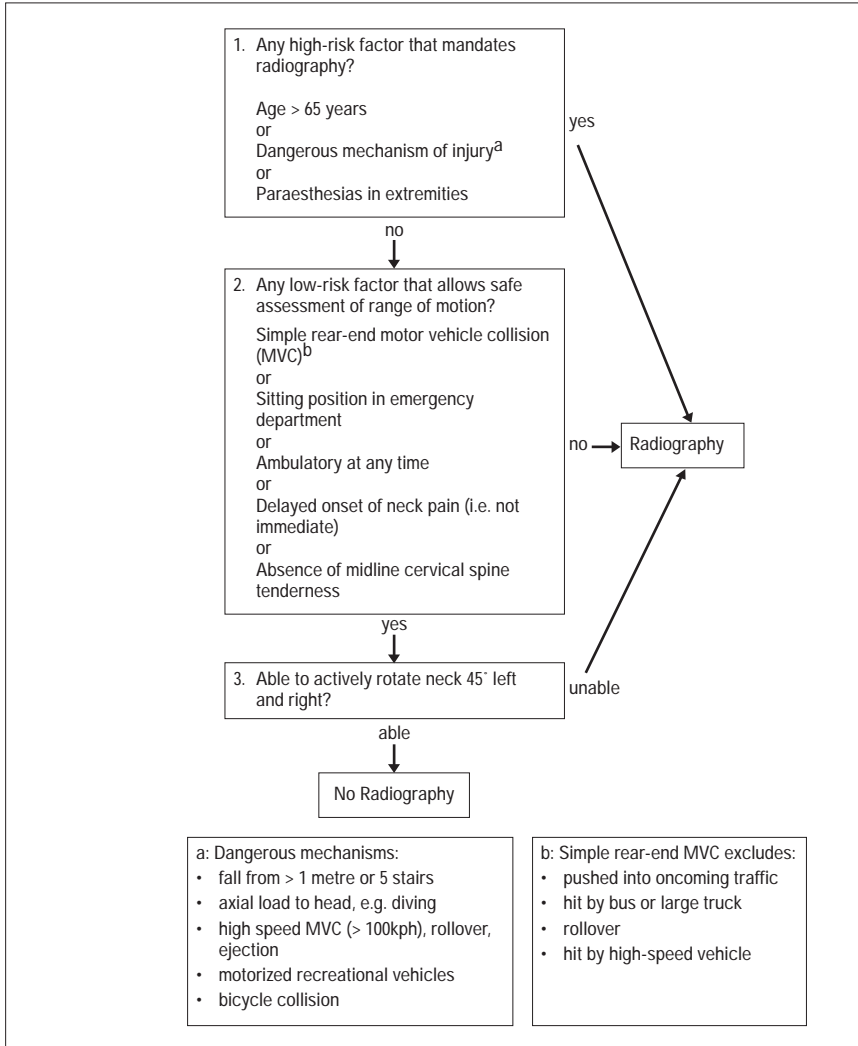 1. Any high-risk factor that mandates
radiography?
Age > 65 years
or
Dangerous mechanism of injurya
or
Paraesthasias in extremities
yes
no
2. Any low-risk factor that allows safe
assessment of range of motion?
Simple rear-end motor vehicle collision
(MVC)b
or
Sitting position in emergency
department
or
Ambulatory at any time
or
Delayed onset of neck pain (i.e. not
immediate)
or
Absence of midline cervical spine
tenderness
no
Radiography
yes
3. Able to actively rotate neck 45˚ left
and right?
unable
able
No Radiography
a: Dangerous mechanisms:
• fall from > 1 metre or 5 stairs
• axial load to head, e.g. diving
• high speed MVC (> 100kph), rollover,
ejection
• motorized recreational vehicles
• bicycle collision
b: Simple rear-end MVC excludes:
• pushed into oncoming traffic
• hit by bus or large truck
• rollover
• hit by high-speed vehicle